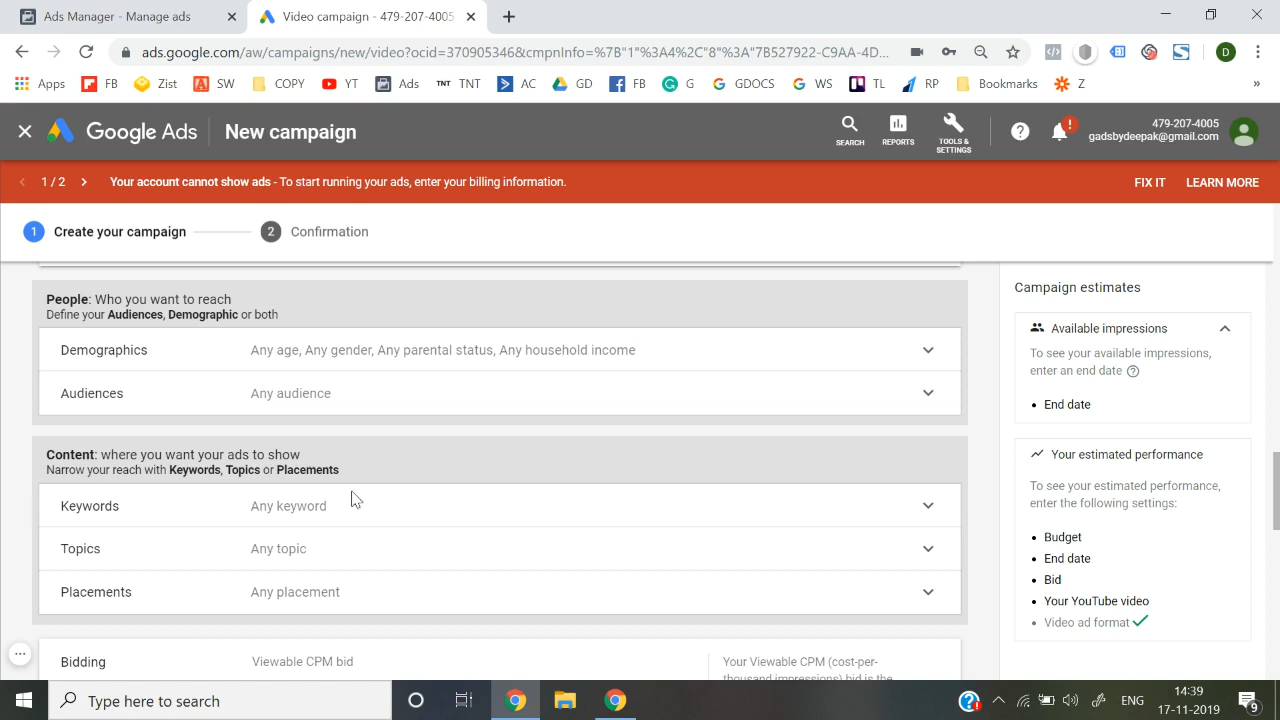 Ads Manager - Manage ads
Video campaign - 479-207-4005
ads.google.com/aw/campaigns/new/video?ocid=370905346&cmpnInfo=%7B"1"%3A4%2C"8"%3A"7B527922-C9AA-4D...
Apps FB Zist SW COPY YT Ads TNT TNT AC GD FB G GDOCS WS TL RP Bookmarks Z »
Google Ads New campaign
SEARCH REPORTS TOOLS & SETTINGS
479-207-4005
gadsbydeepak@gmail.com
1 / 2 Your account cannot show ads - To start running your ads, enter your billing information. FIX IT LEARN MORE
1 Create your campaign 2 Confirmation
People: Who you want to reach
Define your Audiences, Demographic or both
Demographics Any age, Any gender, Any parental status, Any household income
Audiences Any audience
Content: where you want your ads to show
Narrow your reach with Keywords, Topics or Placements
Keywords Any keyword
Topics Any topic
Placements Any placement
Bidding Viewable CPM bid
Your Viewable CPM (cost-per-
thousand impressions) bid is the
Campaign estimates
Available impressions
To see your available impressions,
enter an end date
• End date
Your estimated performance
To see your estimated performance,
enter the following settings:
• Budget
• End date
• Bid
• Your YouTube video
• Video ad format
Type here to search
ENG
14:39
17-11-2019
9